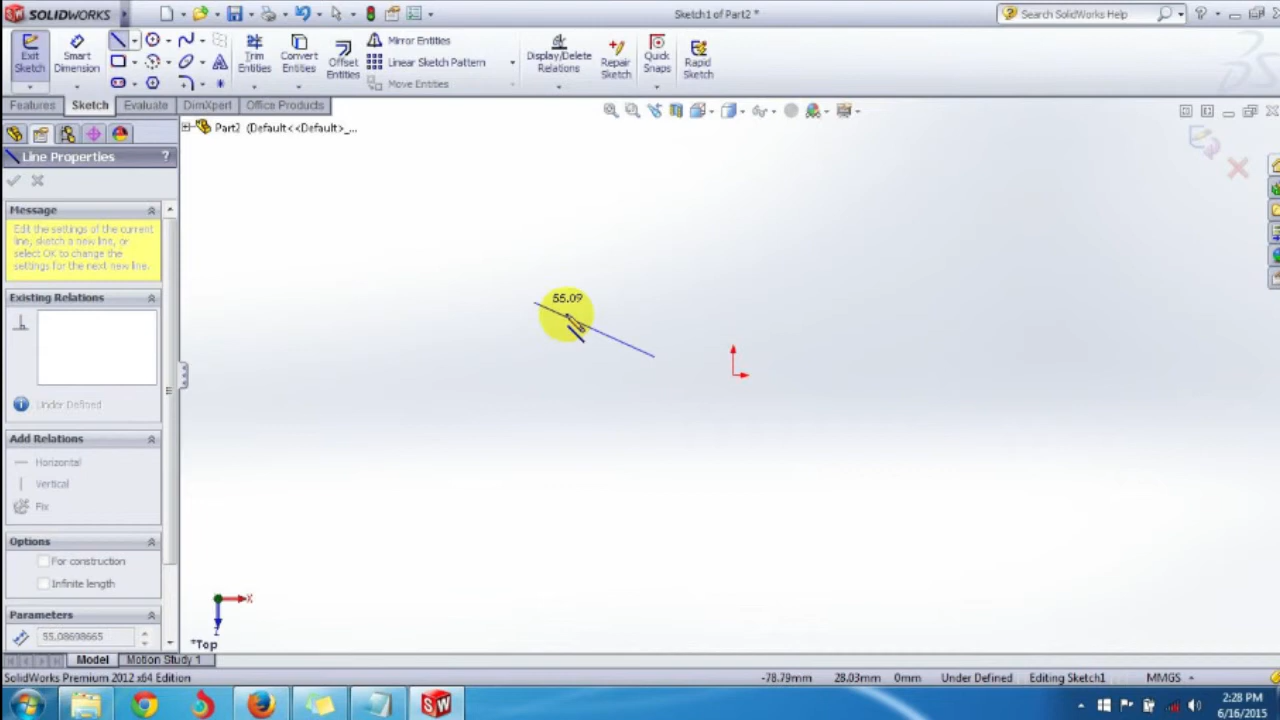 SOLIDWORKS
Sketch1 of Part2 *
Search SolidWorks Help
Exit Sketch
Smart Dimension
Trim Entities
Convert Entities
Offset Entities
Mirror Entities
Linear Sketch Pattern
Move Entities
Display/Delete Relations
Repair Sketch
Quick Snaps
Rapid Sketch
Features Sketch Evaluate DimXpert Office Products
Part2 (Default<<Default>_...
Line Properties ?
Message
Edit the settings of the current
line, sketch a new line, or
select OK to change the
settings for the next new line.
Existing Relations
Under Defined
Add Relations
Horizontal
Vertical
Fix
Options
For construction
Infinite length
Parameters
55.08698665
55.09
X
Z
*Top
Model Motion Study 1
SolidWorks Premium 2012 x64 Edition
-78.79mm 28.03mm 0mm Under Defined Editing Sketch1 MMGS
2:28 PM
6/16/2015